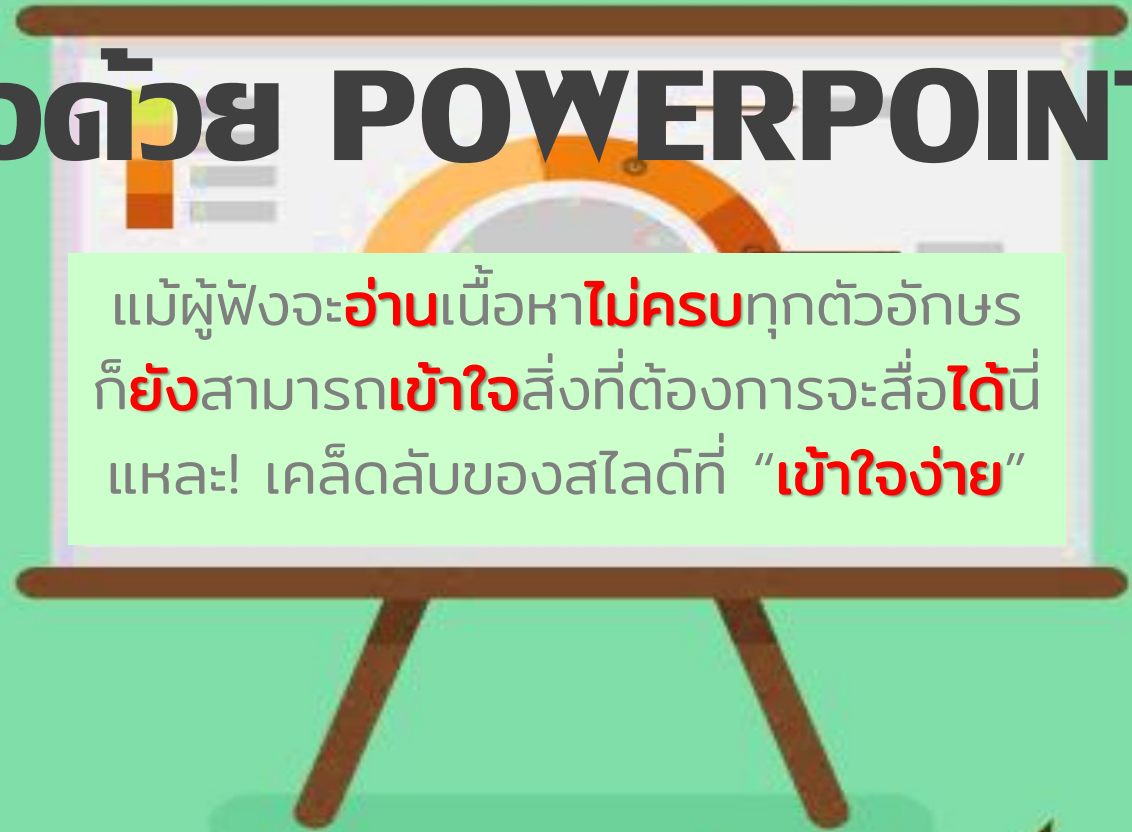 ด้วย POWERPOINT
แม้ผู้ฟังจะอ่านเนื้อหาไม่ครบทุกตัวอักษร
ก็ยังสามารถเข้าใจสิ่งที่ต้องการจะสื่อได้นี่
แหละ! เคล็ดลับของสไลด์ที่ “เข้าใจง่าย”